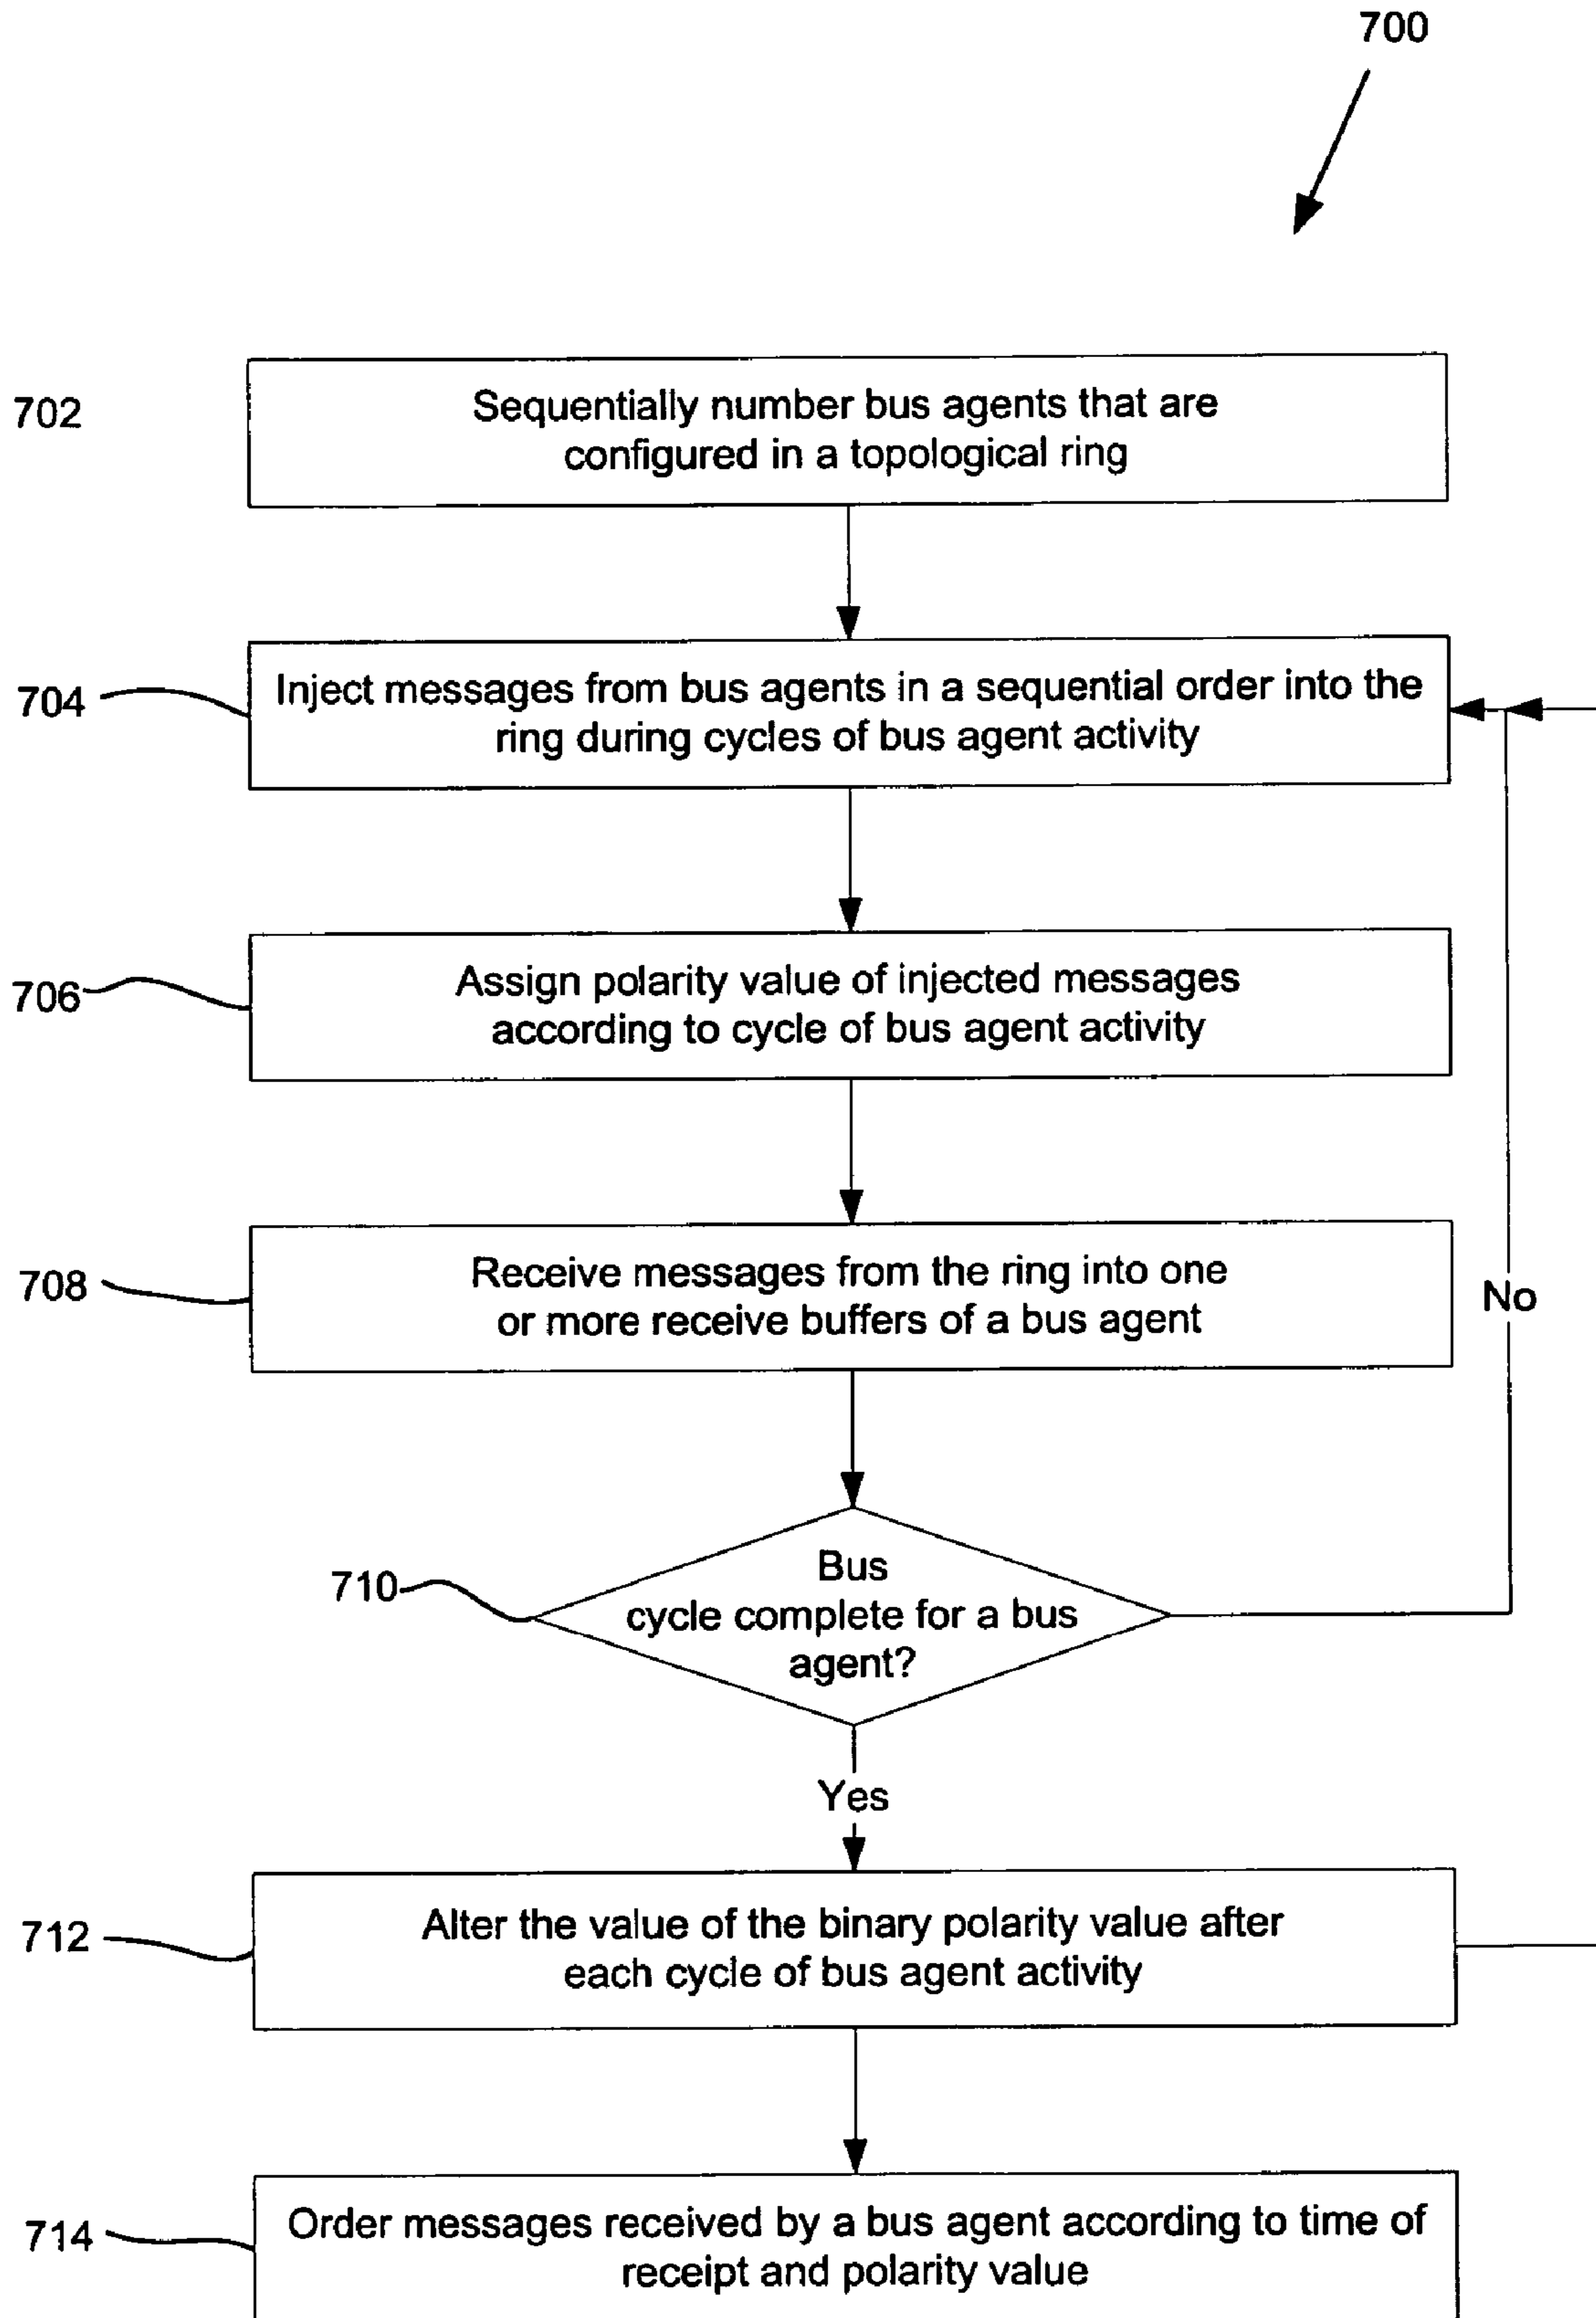 700
702
Sequentially number bus agents that are
configured in a topological ring
704
Inject messages from bus agents in a sequential order into the
ring during cycles of bus agent activity
706
Assign polarity value of injected messages
according to cycle of bus agent activity
708
Receive messages from the ring into one
or more receive buffers of a bus agent
No
710
Bus
cycle complete for a bus
agent?
Yes
712
Alter the value of the binary polarity value after
each cycle of bus agent activity
714
Order messages received by a bus agent according to time of
receipt and polarity value